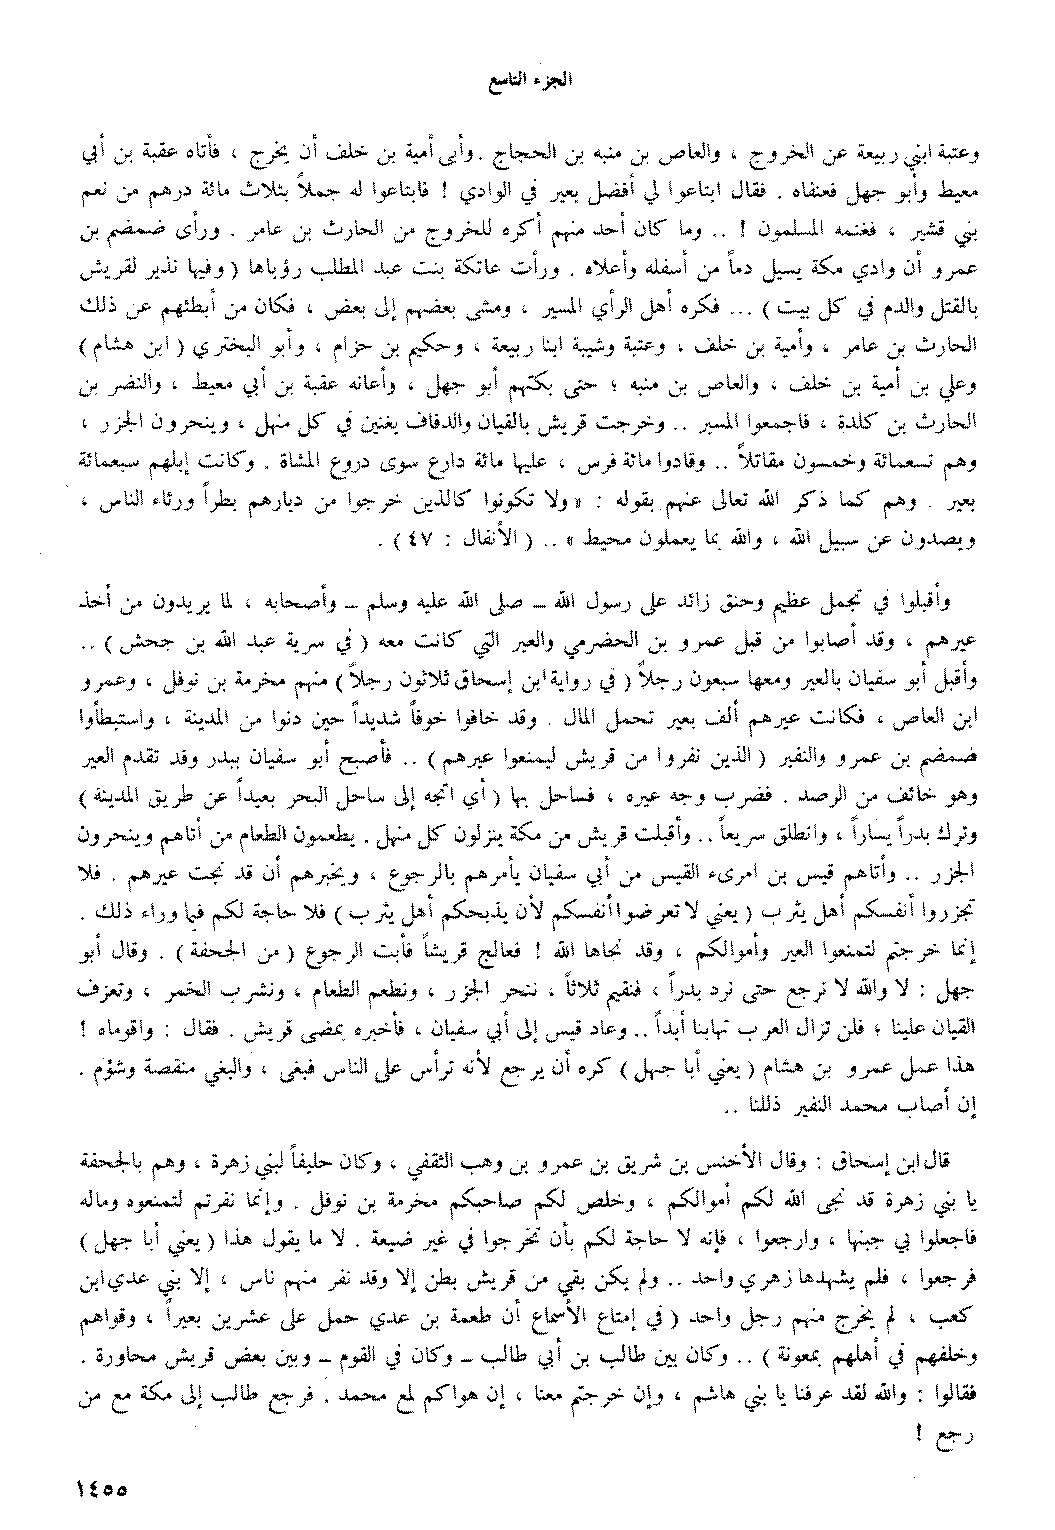 الجزء التاسع
وعتبة ابني ربيعة عن الخروج ، والعاص بن منبه بن الحجاج .وأبى أمية بن خلف أن يخرج ، فأتاه عقبة بن أبي
معيط وأبو جهل فعنفاه . فقال ابتاعوا لي أفضل بعير في الوادي ! فابتاعوا له جملاً بثلاث مائة درهم من نعم
بني قشير ، فغنمه المسلمون ! .. وما كان أحد منهم أكره للخروج من الحارث بن عامر . ورأى ضمضم بن
عمرو أن وادي مكة يسيل دماً من أسفله وأعلاه . ورأت عاتكة بنت عبد المطلب رؤياها ( وفيها نذير لقريش
بالقتل والدم في كل بيت ) ... فكره أهل الرأي المسير ، ومشى بعضهم إلى بعض ، فكان من أبطئهم عن ذلك
الحارث بن عامر ، وأمية بن خلف ، وعتبة وشيبة ابنا ربيعة ، وحكيم بن حزام ، وأبو البختري ( ابن هشام )
وعلي بن أمية بن خلف ، والعاص بن منبه ؛ حتى بكتهم أبو جهل ، وأعانه عقبة بن أبي معيط ، والنضر بن
الحارث بن كلدة ، فاجمعوا المسير .. وخرجت قريش بالقيان والدفاف يغنين في كل منهل ، وينحرون الجزر ،
وهم تسعمائة وخمسون مقاتلاً .. وقادوا مائة فرس ، عليها مائة دارع سوى دروع المشاة . وكانت إبلهم سبعمائة
بعير . وهم كما ذكر الله تعالى عنهم بقوله : « ولا تكونوا كالذين خرجوا من ديارهم بطراً ورئاء الناس ،
ويصدون عن سبيل الله ، والله بما يعملون محيط » .. ( الأنفال : ٤٧ ) .
وأقبلوا في تجمل عظيم وحنق زائد على رسول الله – صلى الله عليه وسلم – وأصحابه ، لما يريدون من أخذ
عيرهم ، وقد أصابوا من قبل عمرو بن الحضرمي والعير التي كانت معه ( في سرية عبد الله بن جحش ) ..
وأقبل أبو سفيان بالعير ومعها سبعون رجلاً ( في رواية ابن إسحاق ثلاثون رجلاً ) منهم مخرمة بن نوفل ، وعمرو
ابن العاص ، فكانت عيرهم ألف بعير تحمل المال . وقد خافوا خوفاً شديداً حين دنوا من المدينة ، واستبطأوا
ضمضم بن عمرو والنفير ( الذين نفروا من قريش ليمنعوا عيرهم ) .. فأصبح أبو سفيان ببدر وقد تقدم العير
وهو خائف من الرصد . فضرب وجه عيره ، فساحل بها ( أي اتجه إلى ساحل البحر بعيداً عن طريق المدينة )
وترك بدراً يساراً ، وانطلق سريعاً .. وأقبلت قريش من مكة ينزلون كل منهل . يطعمون الطعام من أتاهم وينحرون
الجزر .. وأتاهم قيس بن امرىء القيس من أبي سفيان يأمرهم بالرجوع ، ويخبرهم أن قد نجت عيرهم . فلا
تجزروا أنفسكم أهل يثرب ( يعني لا تعرضوا أنفسكم لأن يذبحكم أهل يثرب ) فلا حاجة لكم فيما وراء ذلك .
إنما خرجتم لتمنعوا العير وأموالكم ، وقد نجاها الله ! فعالج قريشاً فأبت الرجوع ( من الجحفة ) . وقال أبو
جهل : لا والله لا نرجع حتى نرد بدراً ، فنقيم ثلاثاً ، ننحر الجزر ، ونطعم الطعام ، ونشرب الخمر ، وتعزف
القيان علينا ؛ فلن تزال العرب تهابنا أبداً .. وعاد قيس إلى أبي سفيان ، فأخبره بمضى قريش . فقال : واقوماه !
هذا عمل عمرو بن هشام ( يعني أبا جهل ) كره أن يرجع لأنه ترأس على الناس فبغى ، والبغي منقصة وشؤم .
إن أصاب محمد النفير ذللنا ..
قال ابن إسحاق : وقال الأخنس بن شريق بن عمرو بن وهب الثقفي ، وكان حليفاً لبني زهرة ، وهم بالجحفة
يا بني زهرة قد نجى الله لكم أموالكم ، وخلص لكم صاحبكم مخرمة بن نوفل . وإنما نفرتم لتمنعوه وماله
فاجعلوا بي جبنها ، وارجعوا ، فإنه لا حاجة لكم بأن تخرجوا في غير ضيعة . لا ما يقول هذا ( يعني أبا جهل )
فرجعوا ، فلم يشهدها زهري واحد .. ولم يكن بقي من قريش بطن إلا وقد نفر منهم ناس ، إلا بني عدي ابن
كعب ، لم يخرج منهم رجل واحد ( في إمتاع الأسماع أن طعمة بن عدي حمل على عشرين بعيراً ، وقواهم
وخلفهم في أهلهم بمعونة ) .. وكان بين طالب بن أبي طالب – وكان في القوم – وبين بعض قريش محاورة .
فقالوا : والله لقد عرفنا يا بني هاشم ، وإن خرجتم معنا ، إن هواكم لمع محمد . فرجع طالب إلى مكة مع من
رجع !
١٤٥٥